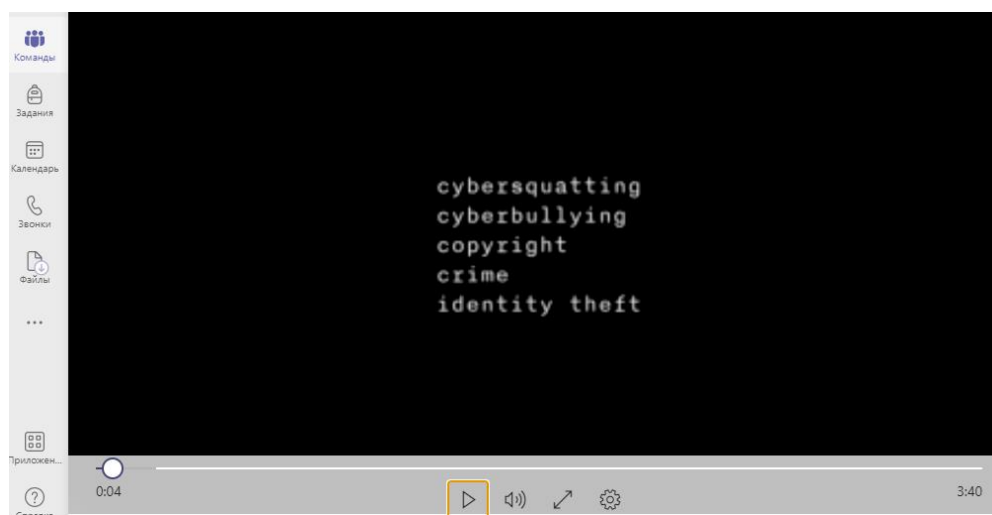 Команды
Задания
Календарь
Звонки
Файлы
cybersquatting
cyberbullying
copyright
crime
identity theft
Приложен...
0:04
3:40